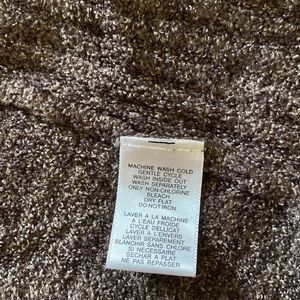 MACHINE WASH COLD
GENTLE CYCLE
WASH INSIDE OUT
WASH SEPARATELY
ONLY NON-CHLORINE
BLEACH
DRY FLAT
DO NOT IRON
LAVER A LA MACHINE
A L'EAU FROIDE
CYCLE DELLICAT
LAVER A L'ENVERS
LAVER SEPAREMENT
BLANCHIR SANS CHLORE
SI NECESSAIRE
SECHAR A PLAT
NE PAS REPASSER